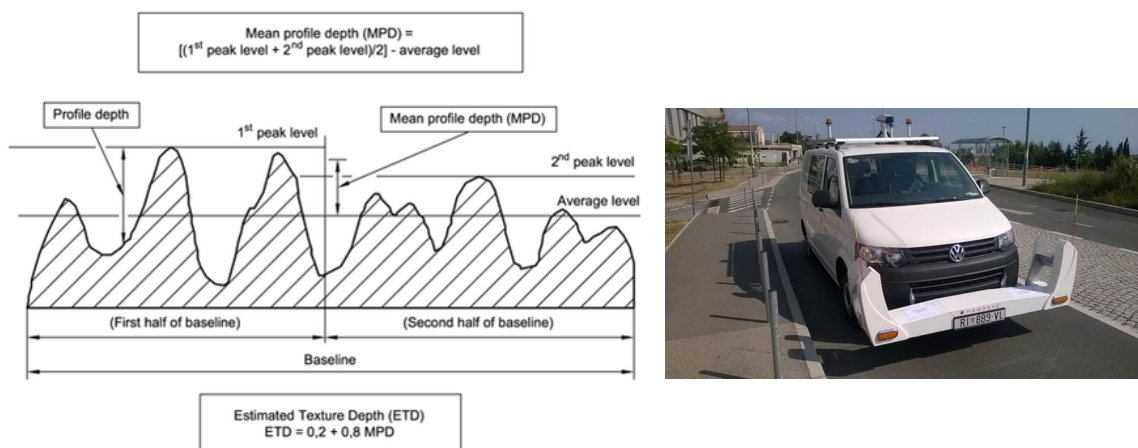 Mean profile depth (MPD) =
[(1st peak level + 2nd peak level)/2] - average level
Profile depth
1st peak level
Mean profile depth (MPD)
2nd peak level
Average level
(First half of baseline)
(Second half of baseline)
Baseline
Estimated Texture Depth (ETD)
ETD = 0,2 + 0,8 MPD
HAWKEYE
RI 889-VL